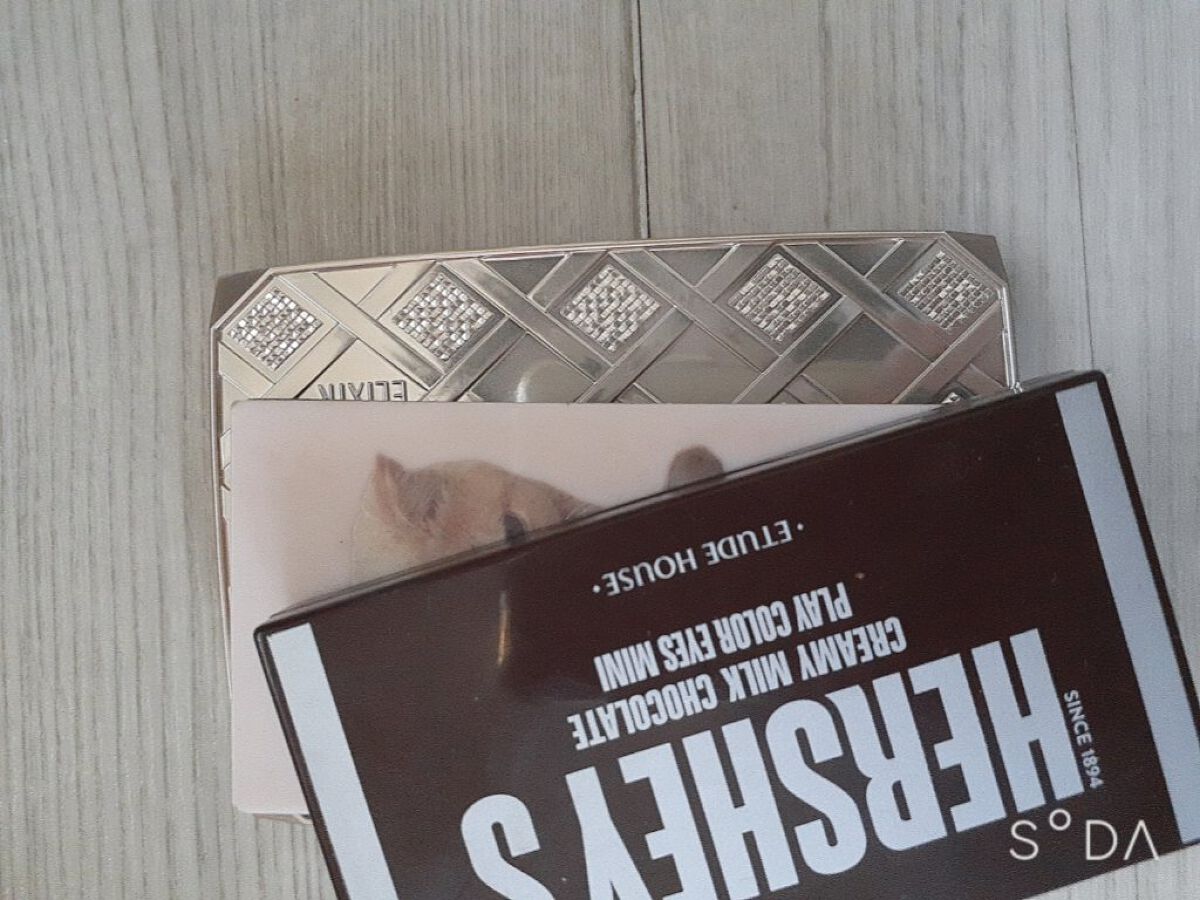 ELIXIR
HERSHEY'S
SINCE 1894
CREAMY MILK CHOCOLATE
PLAY COLOR EYES MINI
·ETUDE HOUSE·
SODA